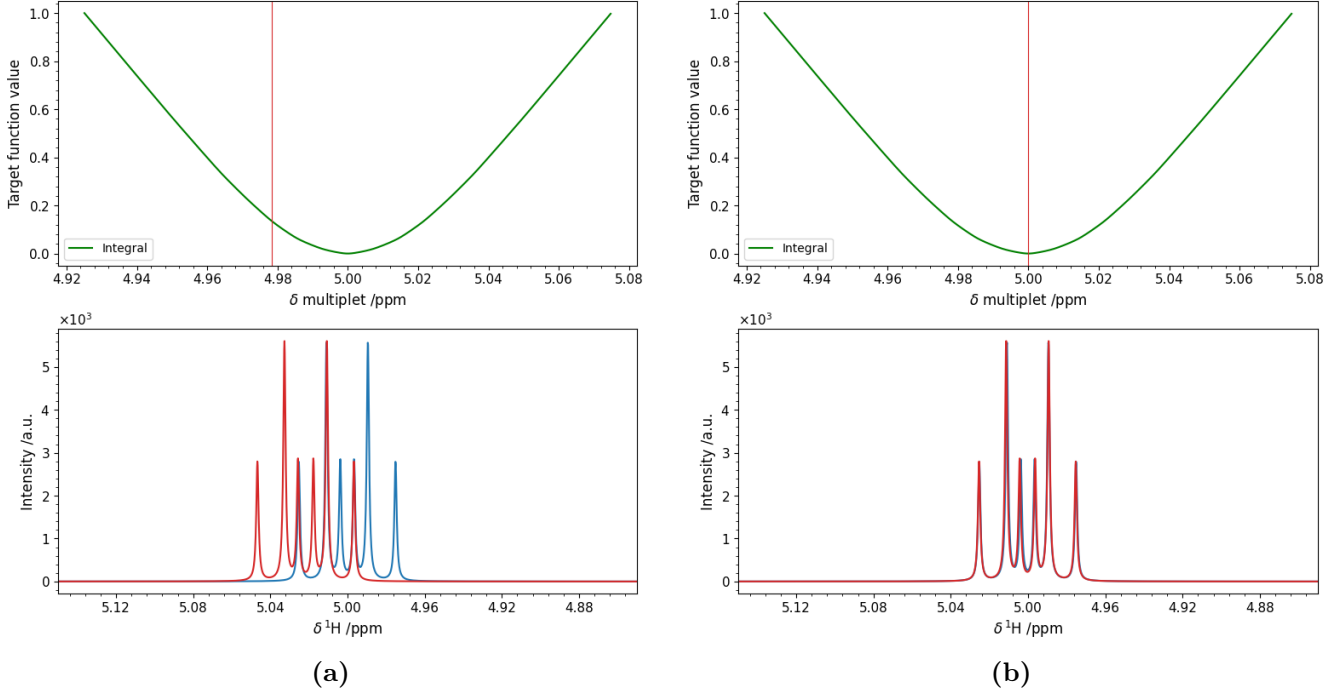 Target function value
1.0
0.8
0.6
0.4
0.2
0.0
Integral
4.92 4.94 4.96 4.98 5.00 5.02 5.04 5.06 5.08
δ multiplet /ppm
Target function value
1.0
0.8
0.6
0.4
0.2
0.0
Integral
4.92 4.94 4.96 4.98 5.00 5.02 5.04 5.06 5.08
δ multiplet /ppm
×10³
Intensity /a.u.
5
4
3
2
1
0
5.12 5.08 5.04 5.00 4.96 4.92 4.88
δ ¹H /ppm
×10³
Intensity /a.u.
5
4
3
2
1
0
5.12 5.08 5.04 5.00 4.96 4.92 4.88
δ ¹H /ppm
(a)
(b)